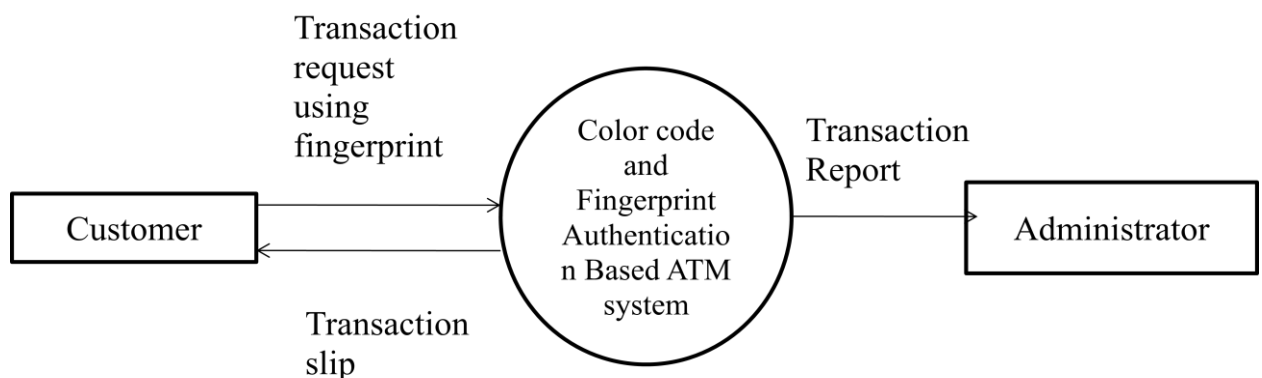 Transaction
request
using
fingerprint
Customer
Transaction
slip
Color code
and
Fingerprint
Authenticatio
n Based ATM
system
Transaction
Report
Administrator